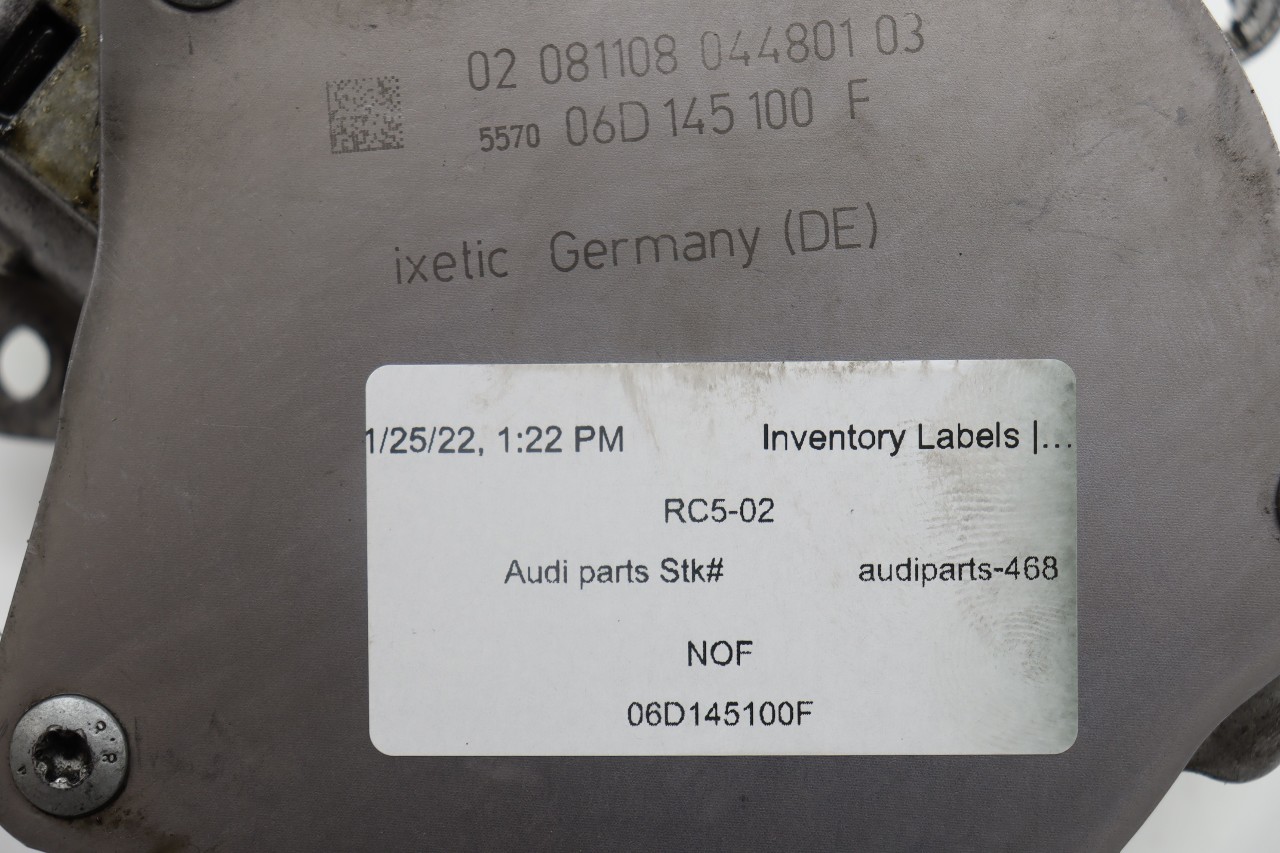 02 081108 044801 03
5570 06D 145 100 F
ixetic Germany (DE)
1/25/22, 1:22 PM Inventory Labels |...
RC5-02
Audi parts Stk# audiparts-468
NOF
06D145100F